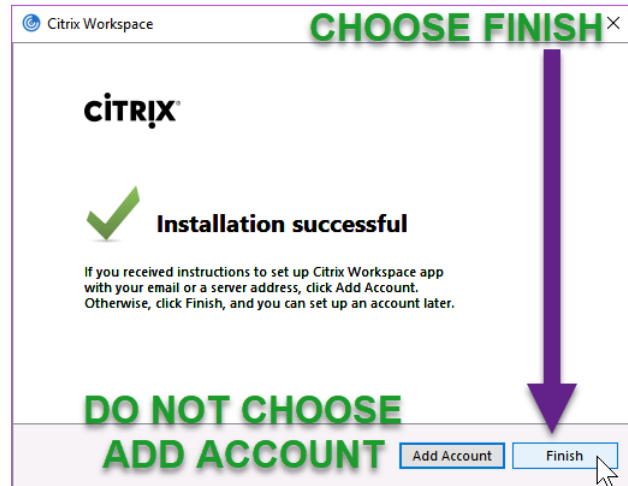 Citrix Workspace
CHOOSE FINISH
citrix
Installation successful
If you received instructions to set up Citrix Workspace app
with your email or a server address, click Add Account.
Otherwise, click Finish, and you can set up an account later.
DO NOT CHOOSE
ADD ACCOUNT
Add Account
Finish